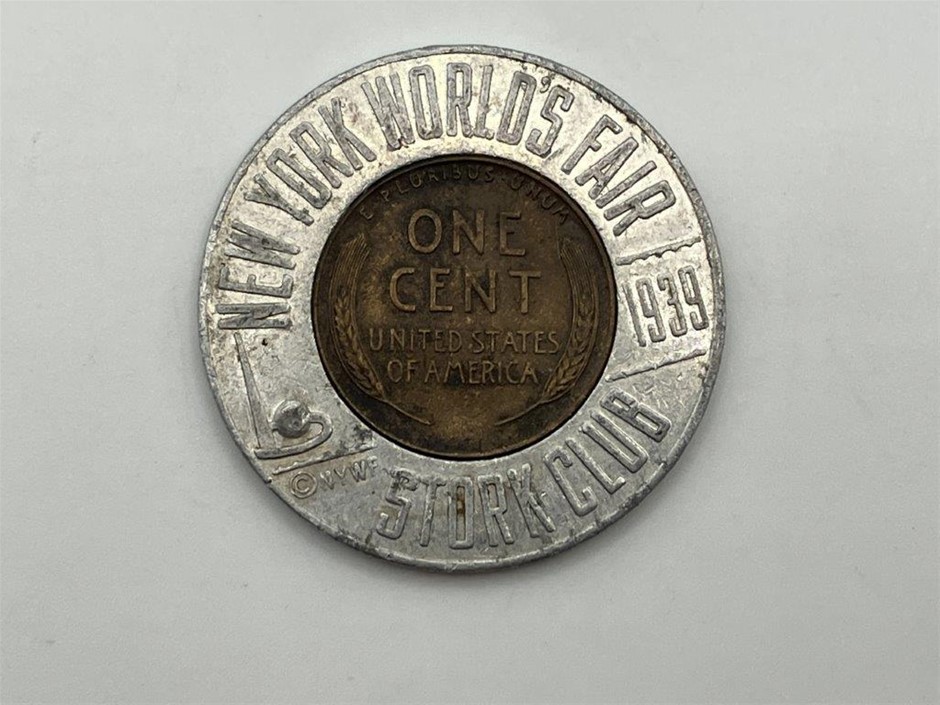 NEW YORK WORLD'S FAIR
1939
STORK CLUB
©NYWF
E·PLURIBUS·UNUM
ONE
CENT
UNITED STATES
OF AMERICA